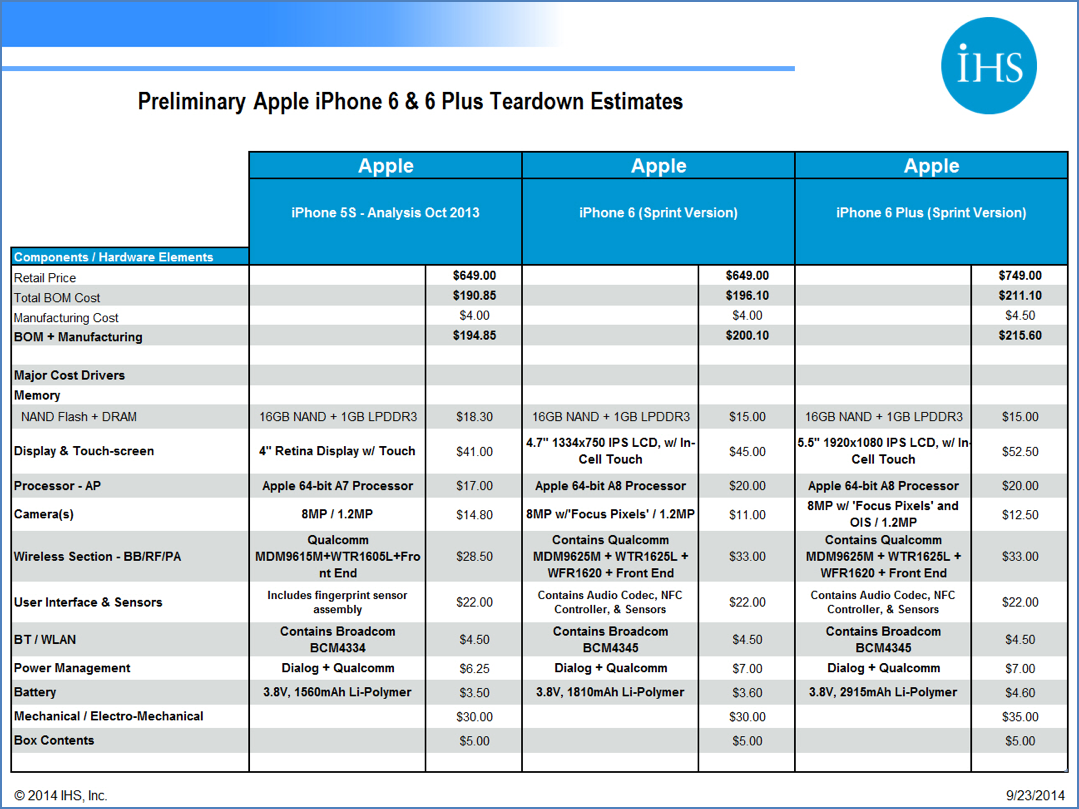 iHS
Preliminary Apple iPhone 6 & 6 Plus Teardown Estimates
Apple Apple Apple
iPhone 5S - Analysis Oct 2013 iPhone 6 (Sprint Version) iPhone 6 Plus (Sprint Version)
Components / Hardware Elements
Retail Price $649.00 $649.00 $749.00
Total BOM Cost $190.85 $196.10 $211.10
Manufacturing Cost $4.00 $4.00 $4.50
BOM + Manufacturing $194.85 $200.10 $215.60
Major Cost Drivers
Memory
NAND Flash + DRAM 16GB NAND + 1GB LPDDR3 $18.30 16GB NAND + 1GB LPDDR3 $15.00 16GB NAND + 1GB LPDDR3 $15.00
Display & Touch-screen 4" Retina Display w/ Touch $41.00 4.7" 1334x750 IPS LCD, w/ In-
Cell Touch $45.00 5.5" 1920x1080 IPS LCD, w/ In-
Cell Touch $52.50
Processor - AP Apple 64-bit A7 Processor $17.00 Apple 64-bit A8 Processor $20.00 Apple 64-bit A8 Processor $20.00
Camera(s) 8MP / 1.2MP $14.80 8MP w/'Focus Pixels' / 1.2MP $11.00 8MP w/ 'Focus Pixels' and
OIS / 1.2MP $12.50
Wireless Section - BB/RF/PA Qualcomm
MDM9615M+WTR1605L+Fro
nt End $28.50 Contains Qualcomm
MDM9625M + WTR1625L +
WFR1620 + Front End $33.00 Contains Qualcomm
MDM9625M + WTR1625L +
WFR1620 + Front End $33.00
User Interface & Sensors Includes fingerprint sensor
assembly $22.00 Contains Audio Codec, NFC
Controller, & Sensors $22.00 Contains Audio Codec, NFC
Controller, & Sensors $22.00
BT / WLAN Contains Broadcom
BCM4334 $4.50 Contains Broadcom
BCM4345 $4.50 Contains Broadcom
BCM4345 $4.50
Power Management Dialog + Qualcomm $6.25 Dialog + Qualcomm $7.00 Dialog + Qualcomm $7.00
Battery 3.8V, 1560mAh Li-Polymer $3.50 3.8V, 1810mAh Li-Polymer $3.60 3.8V, 2915mAh Li-Polymer $4.60
Mechanical / Electro-Mechanical $30.00 $30.00 $35.00
Box Contents $5.00 $5.00 $5.00
© 2014 IHS, Inc. 9/23/2014